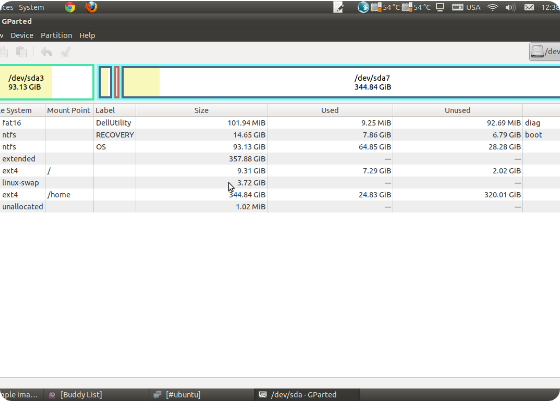 ces System 54 °C 54 °C USA 12:38
GParted
w Device Partition Help
/dev
/dev/sda3
93.13 GiB
/dev/sda7
344.84 GiB
e System Mount Point Label Size Used Unused
fat16 DellUtility 101.94 MiB 9.25 MiB 92.69 MiB diag
ntfs RECOVERY 14.65 GiB 7.86 GiB 6.79 GiB boot
ntfs OS 93.13 GiB 64.85 GiB 28.28 GiB
extended 357.88 GiB --- ---
ext4 / 9.31 GiB 7.29 GiB 2.02 GiB
linux-swap 3.72 GiB --- ---
ext4 /home 344.84 GiB 24.83 GiB 320.01 GiB
unallocated 1.02 MiB --- ---
mple Ima... [Buddy List] [#ubuntu] /dev/sda - GParted